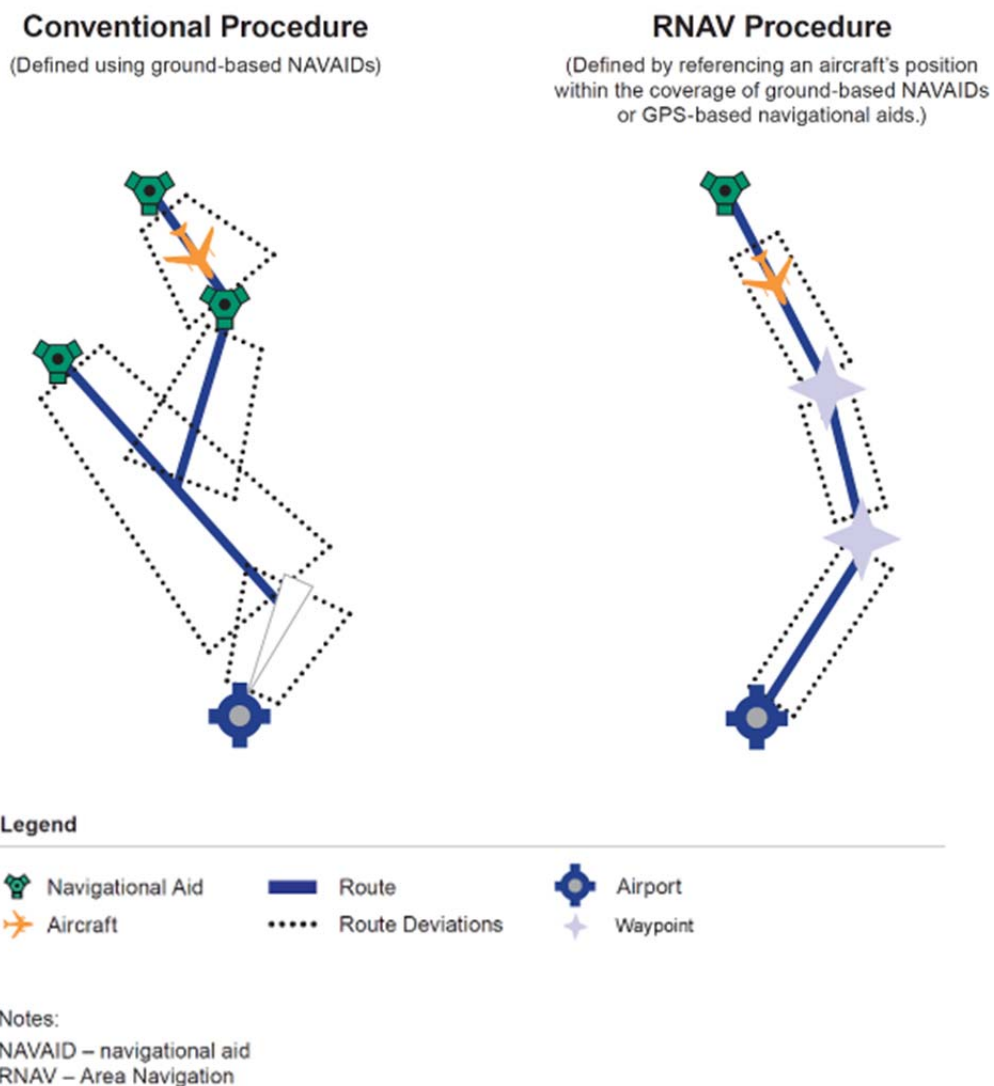 Conventional Procedure
(Defined using ground-based NAVAIDs)
RNAV Procedure
(Defined by referencing an aircraft's position
within the coverage of ground-based NAVAIDs
or GPS-based navigational aids.)
Legend
Navigational Aid
Route
Airport
Aircraft
Route Deviations
Waypoint
Notes:
NAVAID – navigational aid
RNAV – Area Navigation